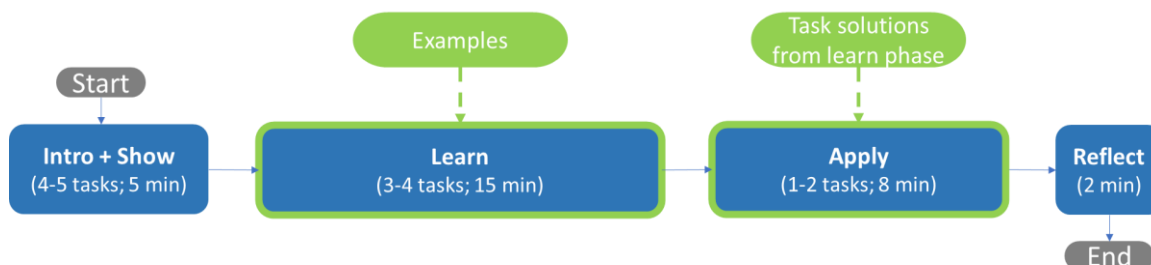 Examples
Task solutions
from learn phase
Start
Intro + Show
(4-5 tasks; 5 min)
Learn
(3-4 tasks; 15 min)
Apply
(1-2 tasks; 8 min)
Reflect
(2 min)
End